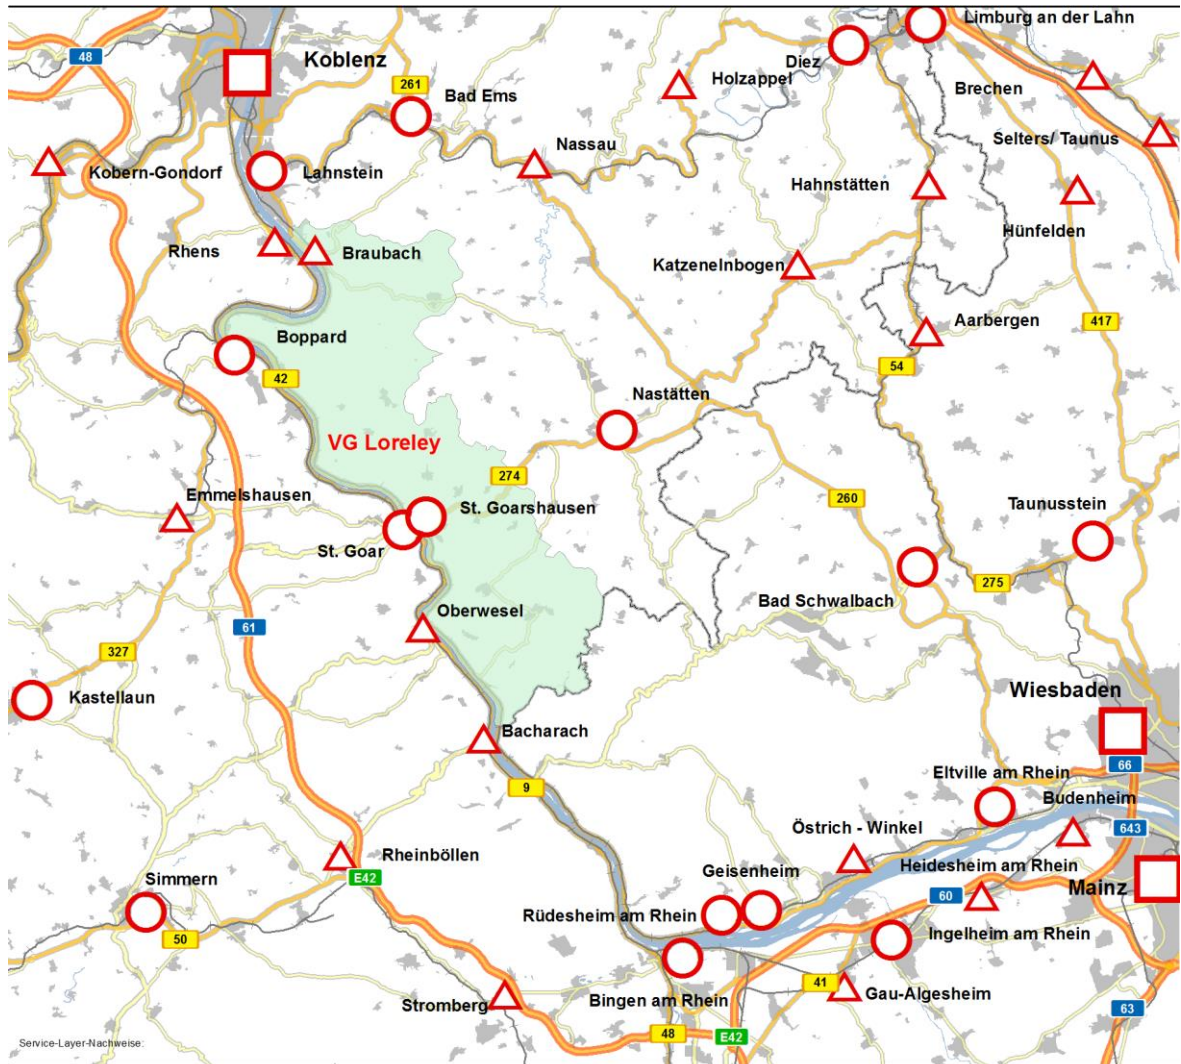 Limburg an der Lahn
48
Koblenz
Diez
Holzappel
261
Bad Ems
Brechen
Selters/ Taunus
Nassau
Kobern-Gondorf
Lahnstein
Hahnstätten
Hünfelden
Rhens
Braubach
Katzenelnbogen
Aarbergen
417
Boppard
54
42
Nastätten
VG Loreley
274
Emmelshausen
260
St. Goarshausen
Taunusstein
St. Goar
275
Bad Schwalbach
Oberwesel
61
327
Kastellaun
Wiesbaden
Bacharach
66
Eltville am Rhein
9
Budenheim
Östrich - Winkel
643
Rheinböllen
Heidesheim am Rhein
Geisenheim
E42
Simmern
Mainz
60
Rüdesheim am Rhein
Ingelheim am Rhein
50
41
Gau-Algesheim
Bingen am Rhein
Stromberg
63
48
E42
Service-Layer-Nachweise: